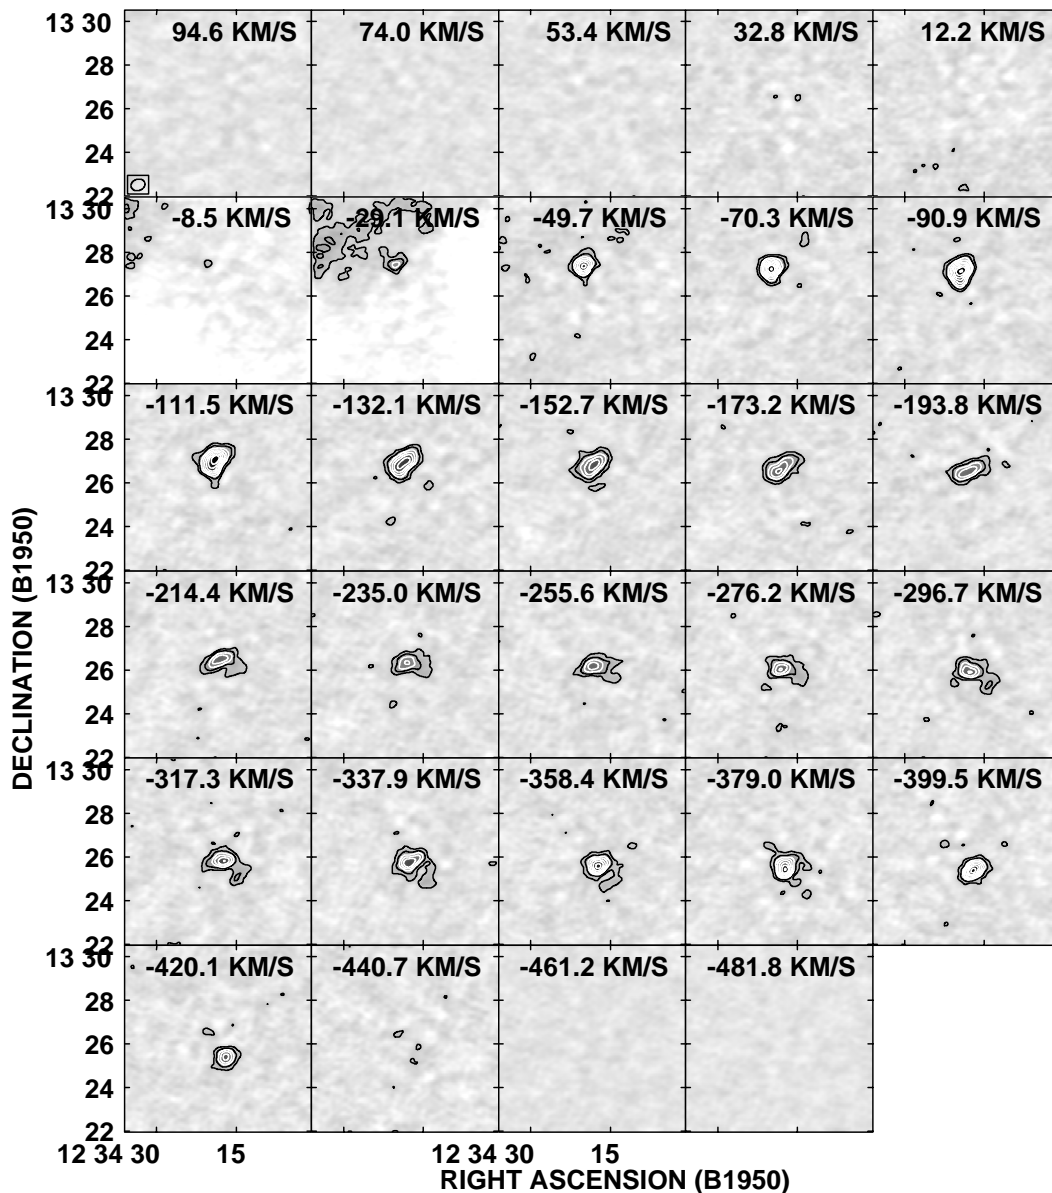 13 30 94.6 KM/S 74.0 KM/S 53.4 KM/S 32.8 KM/S 12.2 KM/S
28
26
24
22
13 30 -8.5 KM/S -29.1 KM/S -49.7 KM/S -70.3 KM/S -90.9 KM/S
28
26
24
22
13 30 -111.5 KM/S -132.1 KM/S -152.7 KM/S -173.2 KM/S -193.8 KM/S
28
26
24
22
13 30 -214.4 KM/S -235.0 KM/S -255.6 KM/S -276.2 KM/S -296.7 KM/S
28
26
24
22
13 30 -317.3 KM/S -337.9 KM/S -358.4 KM/S -379.0 KM/S -399.5 KM/S
28
26
24
22
13 30 -420.1 KM/S -440.7 KM/S -461.2 KM/S -481.8 KM/S
28
26
24
22
DECLINATION (B1950)
12 34 30 15 12 34 30 15
RIGHT ASCENSION (B1950)